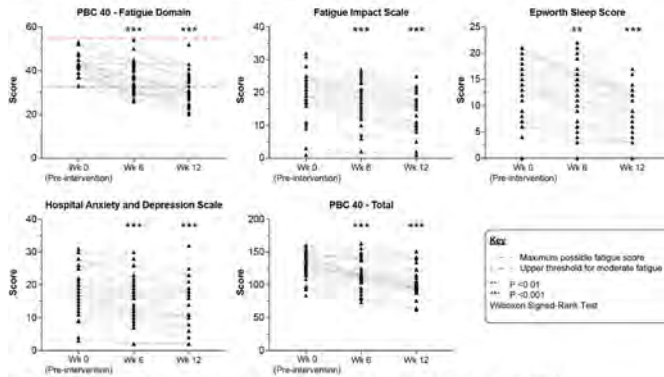 PBC 40 - Fatigue Domain
Score
60
40
20
0
***
***
Wk 0
(Pre-intervention)
Wk 6
Wk 12
Fatigue Impact Scale
Score
40
30
20
10
0
***
***
Wk 0
(Pre-intervention)
Wk 6
Wk 12
Epworth Sleep Score
Score
25
20
15
10
5
0
**
***
Wk 0
(Pre-intervention)
Wk 6
Wk 12
Hospital Anxiety and Depression Scale
Score
40
30
20
10
0
***
***
Wk 0
(Pre-intervention)
Wk 6
Wk 12
PBC 40 - Total
Score
200
150
100
50
0
***
***
Wk 0
(Pre-intervention)
Wk 6
Wk 12
Key
Maximum possible fatigue score
Upper threshold for moderate fatigue
** P <0.01
*** P <0.001
Wilcoxon Signed-Rank Test